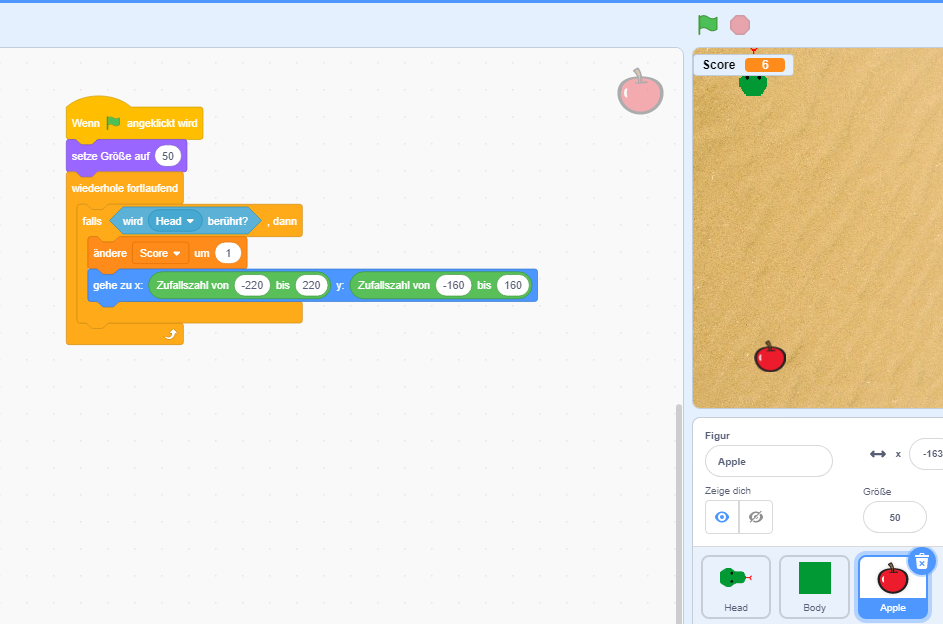 Score 6
Wenn angeklickt wird
setze Größe auf 50
wiederhole fortlaufend
falls wird Head berührt? , dann
ändere Score um 1
gehe zu x: Zufallszahl von -220 bis 220 y: Zufallszahl von -160 bis 160
Figur
Apple x -163
Zeige dich Größe
50
Head Body Apple